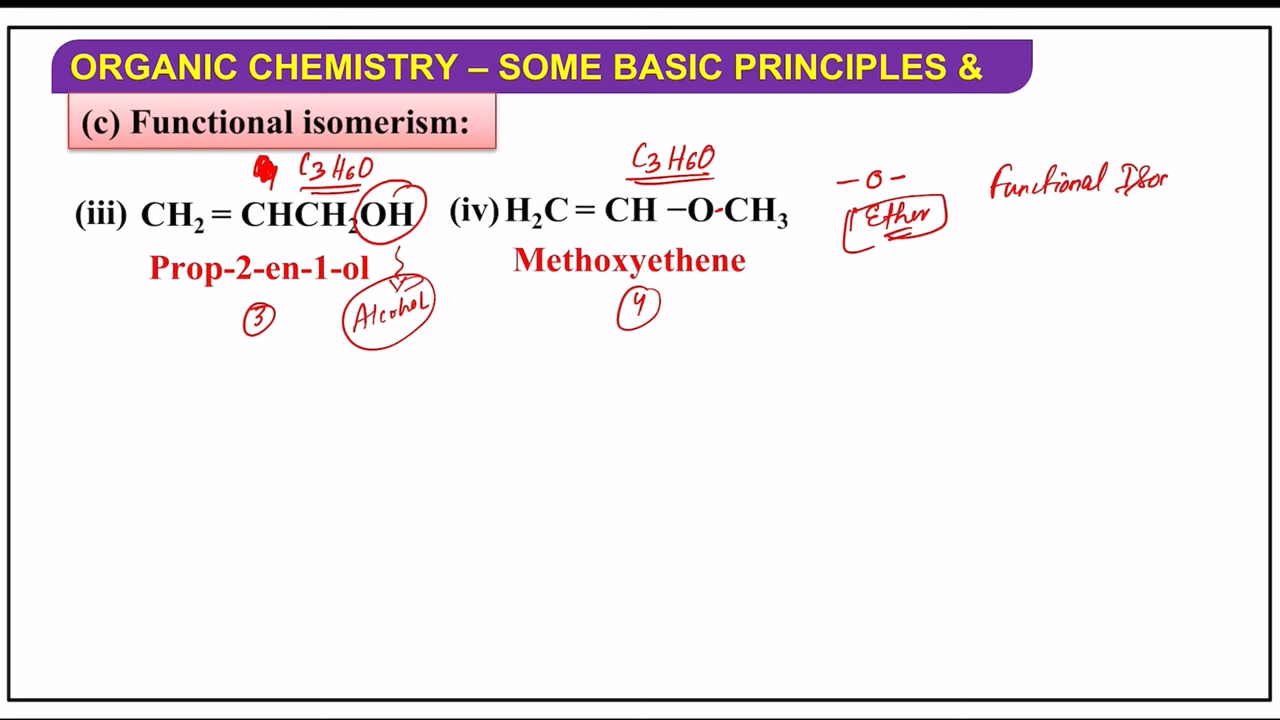 ORGANIC CHEMISTRY – SOME BASIC PRINCIPLES &
(c) Functional isomerism:
C3H6O
C3H6O
– O –
Functional Isor
(iii) CH₂ = CHCH₂OH
(iv) H₂C = CH –O-CH₃
Ether
Prop-2-en-1-ol
Methoxyethene
3
Alcohol
4